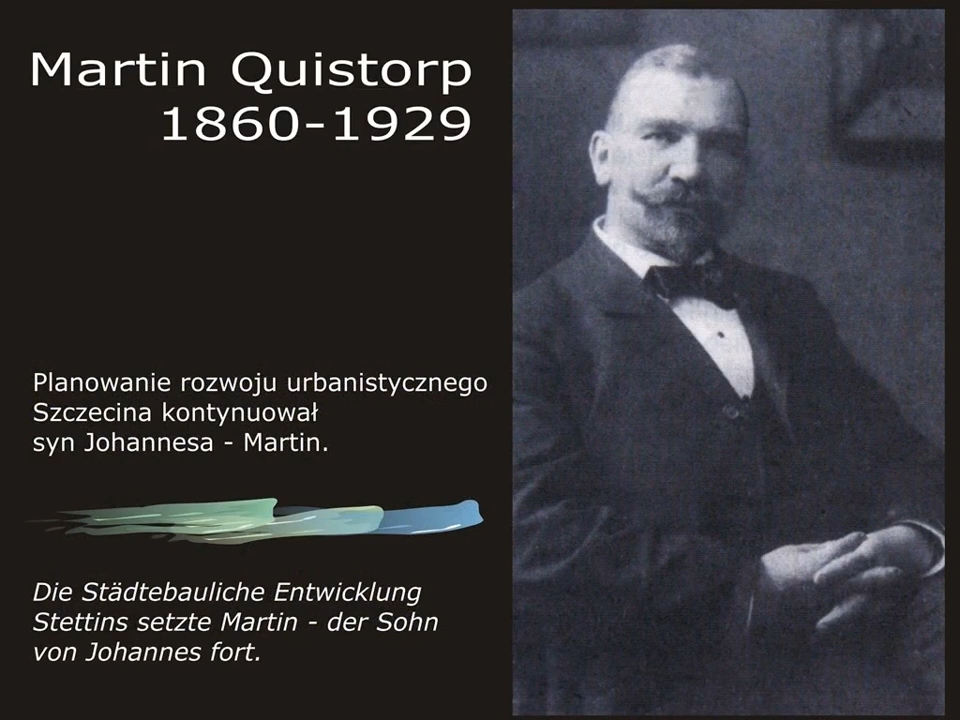 Martin Quistorp
1860-1929
Planowanie rozwoju urbanistycznego
Szczecina kontynuował
syn Johannesa - Martin.
Die Städtebauliche Entwicklung
Stettins setzte Martin - der Sohn
von Johannes fort.